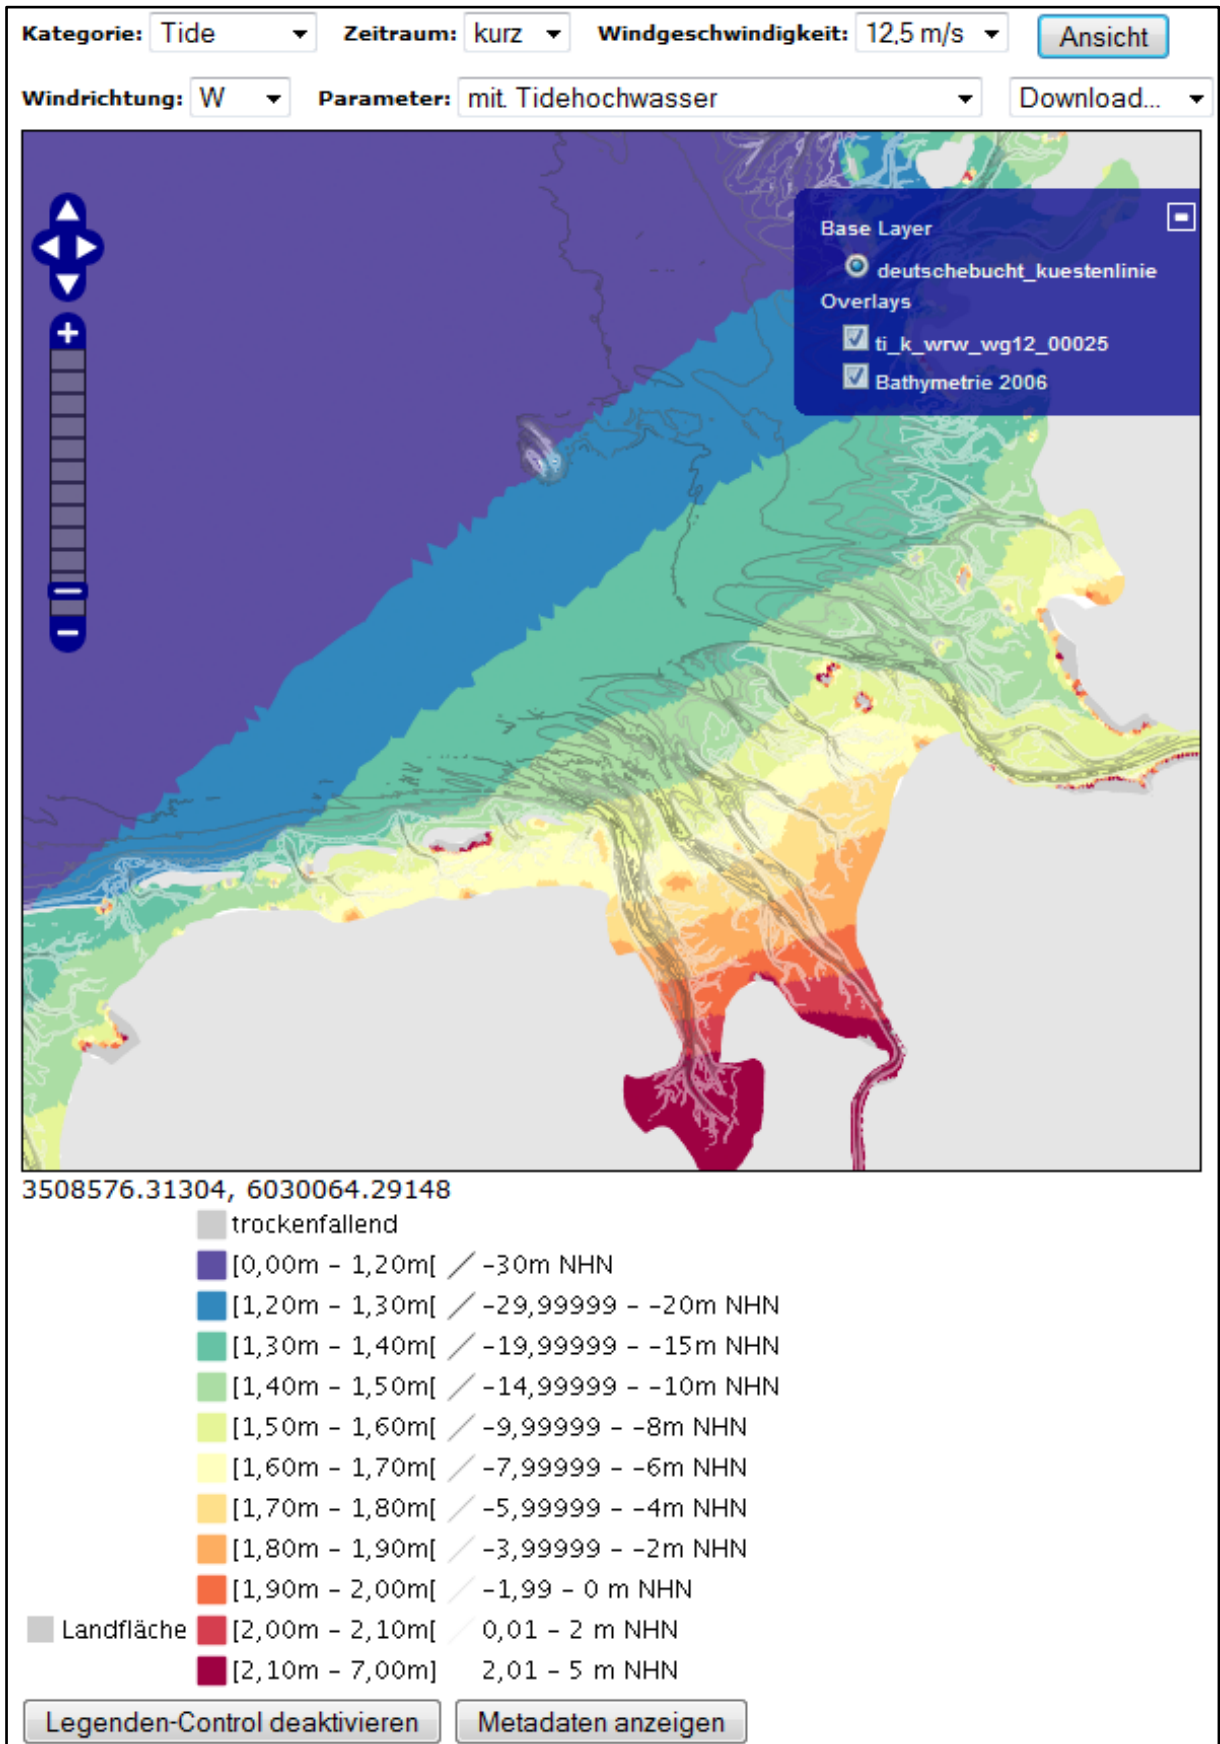 Kategorie: Tide Zeitraum: kurz Windgeschwindigkeit: 12,5 m/s Ansicht
Windrichtung: W Parameter: mit. Tidehochwasser Download...
Base Layer
deutschebucht_kuestenlinie
Overlays
ti_k_wrw_wg12_00025
Bathymetrie 2006
3508576.31304, 6030064.29148
trockenfallend
[0,00m – 1,20m[ –30m NHN
[1,20m – 1,30m[ –29,99999 – –20m NHN
[1,30m – 1,40m[ –19,99999 – –15m NHN
[1,40m – 1,50m[ –14,99999 – –10m NHN
[1,50m – 1,60m[ –9,99999 – –8m NHN
[1,60m – 1,70m[ –7,99999 – –6m NHN
[1,70m – 1,80m[ –5,99999 – –4m NHN
[1,80m – 1,90m[ –3,99999 – –2m NHN
[1,90m – 2,00m[ –1,99 – 0 m NHN
Landfläche [2,00m – 2,10m[ 0,01 – 2 m NHN
[2,10m – 7,00m] 2,01 – 5 m NHN
Legenden-Control deaktivieren Metadaten anzeigen